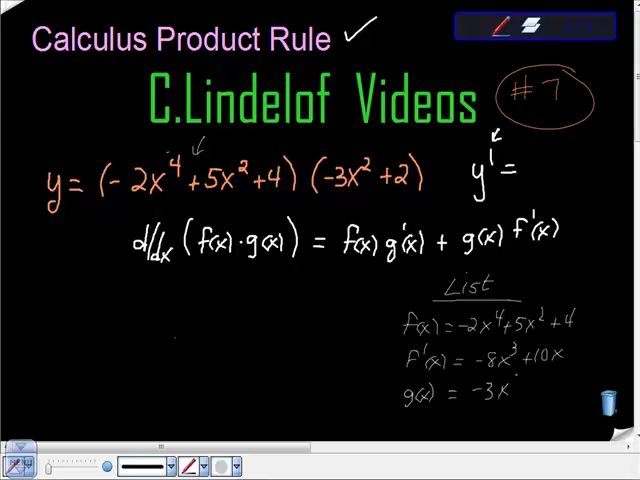 Calculus Product Rule
C.Lindelof Videos
# 7
y = (-2x⁴ + 5x² + 4) (-3x² + 2)
y' =
d/dx (f(x) · g(x)) = f(x) g'(x) + g(x) f'(x)
List
f(x) = -2x⁴ + 5x² + 4
f'(x) = -8x³ + 10x
g(x) = -3x